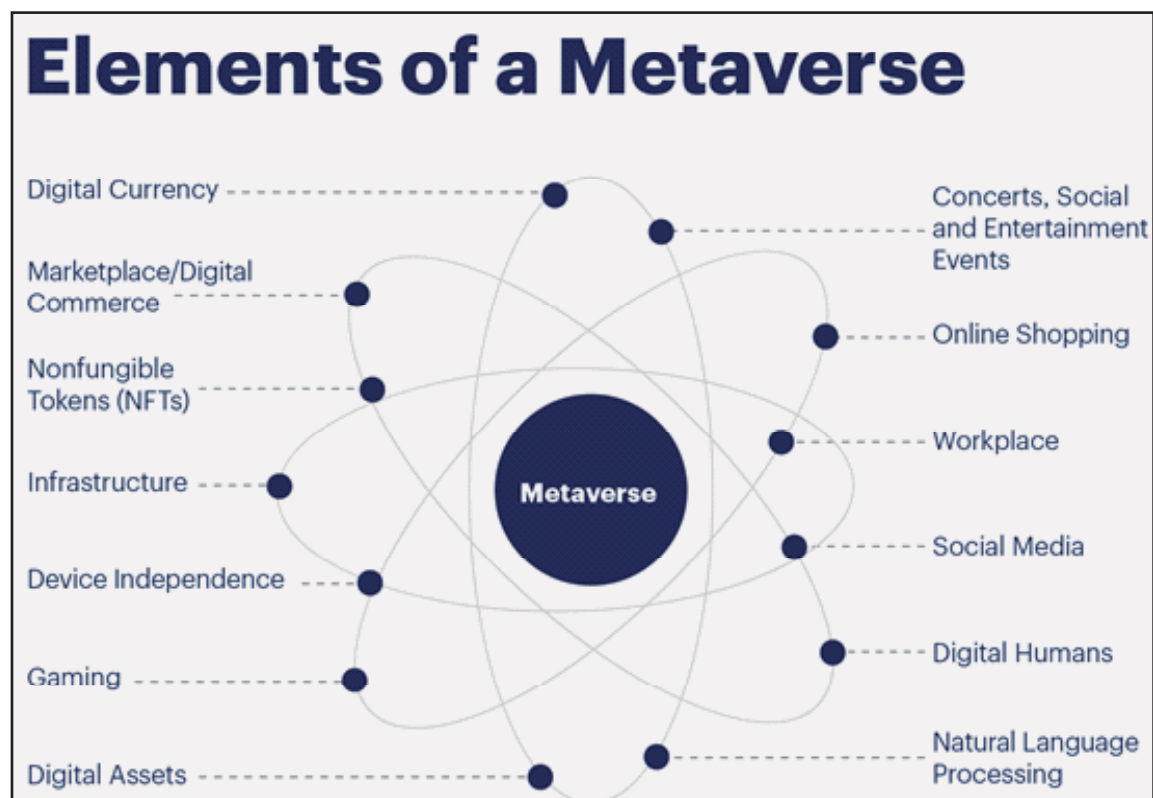 Elements of a Metaverse
Digital Currency
Marketplace/Digital
Commerce
Nonfungible
Tokens (NFTs)
Infrastructure
Device Independence
Gaming
Digital Assets
Metaverse
Concerts, Social
and Entertainment
Events
Online Shopping
Workplace
Social Media
Digital Humans
Natural Language
Processing